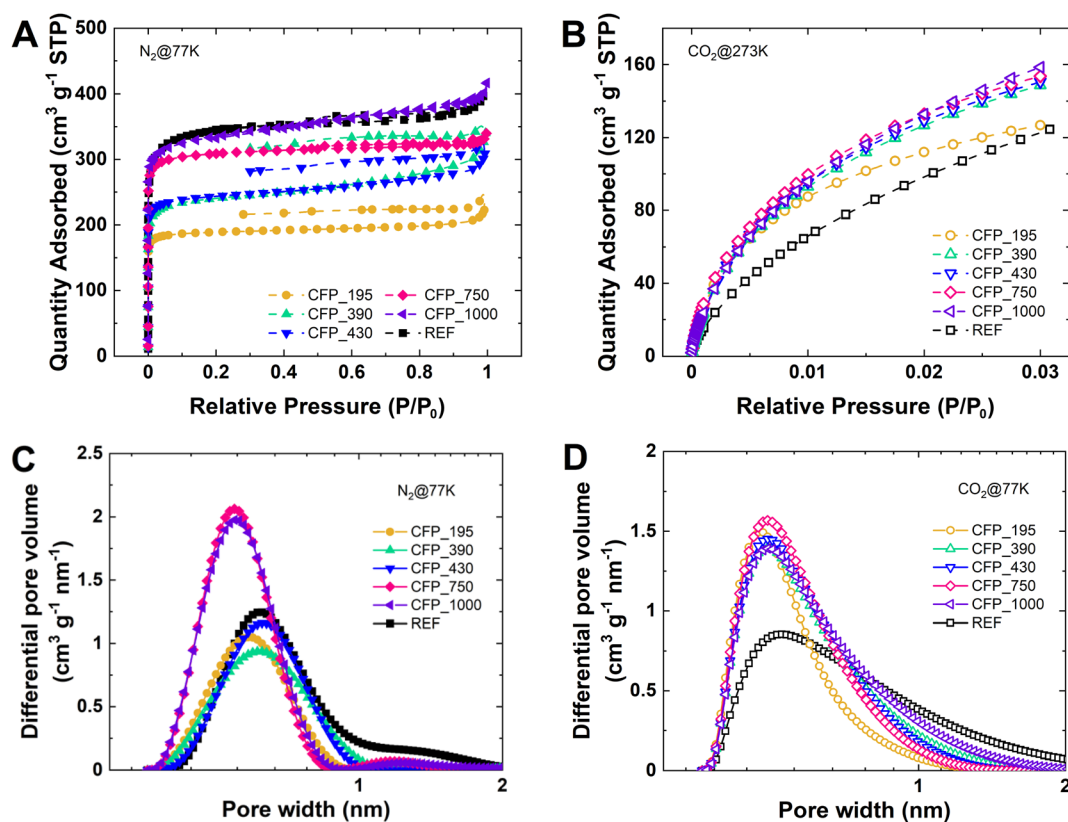 A
N₂@77K
Quantity Adsorbed (cm³ g⁻¹ STP)
500
400
300
200
100
0
CFP_195
CFP_390
CFP_430
CFP_750
CFP_1000
REF
0
0.2
0.4
0.6
0.8
1
Relative Pressure (P/P₀)
B
CO₂@273K
Quantity Adsorbed (cm³ g⁻¹ STP)
160
120
80
40
0
CFP_195
CFP_390
CFP_430
CFP_750
CFP_1000
REF
0
0.01
0.02
0.03
Relative Pressure (P/P₀)
C
N₂@77K
Differential pore volume
(cm³ g⁻¹ nm⁻¹)
2.5
2
1.5
1
0.5
0
CFP_195
CFP_390
CFP_430
CFP_750
CFP_1000
REF
1
2
Pore width (nm)
D
CO₂@77K
Differential pore volume
(cm³ g⁻¹ nm⁻¹)
2
1.5
1
0.5
0
CFP_195
CFP_390
CFP_430
CFP_750
CFP_1000
REF
1
2
Pore width (nm)